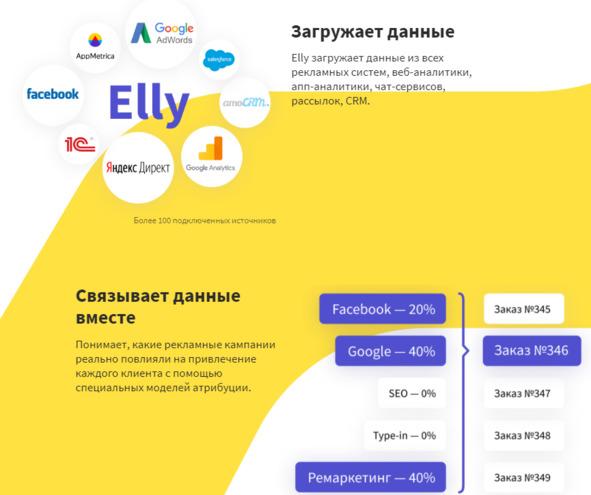 Google
AdWords
AppMetrica
salesforce
facebook
Elly
amoCRM.
1С
Яндекс Директ
Google Analytics
Более 100 подключенных источников
Загружает данные
Elly загружает данные из всех
рекламных систем, веб-аналитики,
апп-аналитики, чат-сервисов,
рассылок, CRM.
Связывает данные
вместе
Понимает, какие рекламные кампании
реально повлияли на привлечение
каждого клиента с помощью
специальных моделей атрибуции.
Facebook — 20%
Google — 40%
SEO — 0%
Type-in — 0%
Ремаркетинг — 40%
Заказ №345
Заказ №346
Заказ №347
Заказ №348
Заказ №349